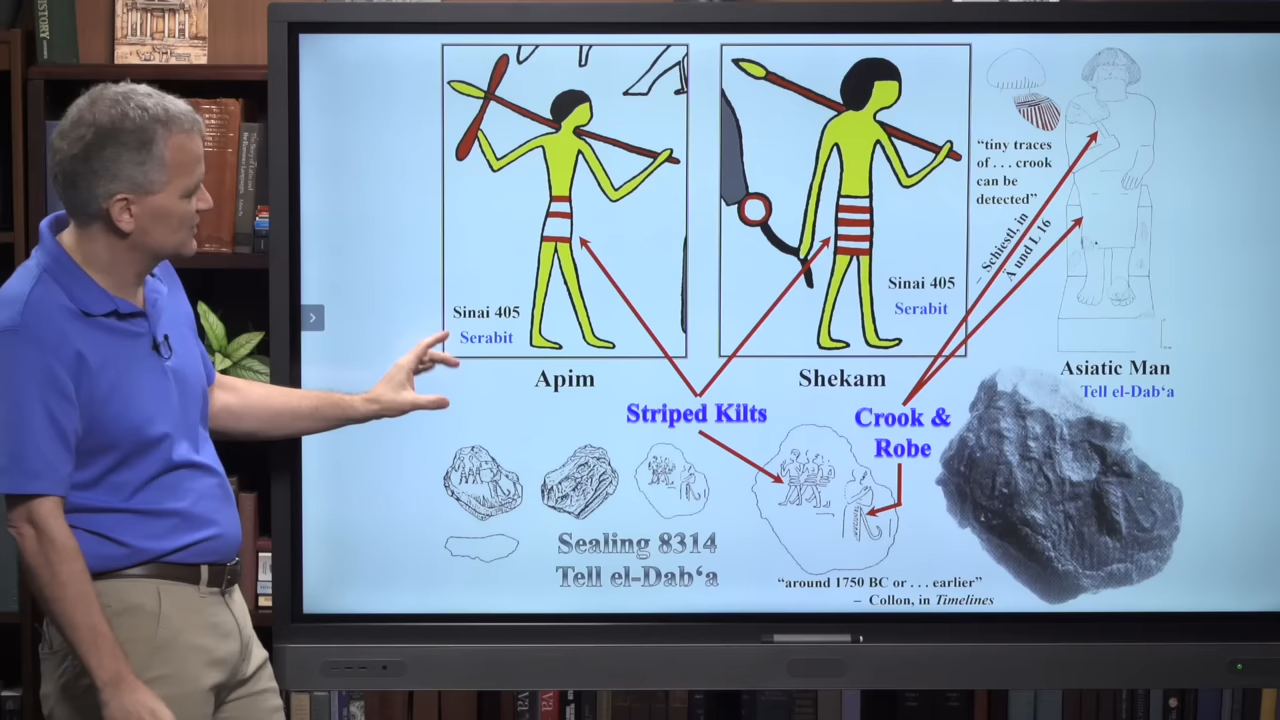 HISTORY
Sinai 405
Serabit
Apim
Sinai 405
Serabit
Shekam
“tiny traces
of . . . crook
can be
detected”
– Schiestl, in
Ä und L 16
Asiatic Man
Tell el-Dab‘a
Striped Kilts
Crook &
Robe
Sealing 8314
Tell el-Dab‘a
“around 1750 BC or . . . earlier”
– Collon, in Timelines